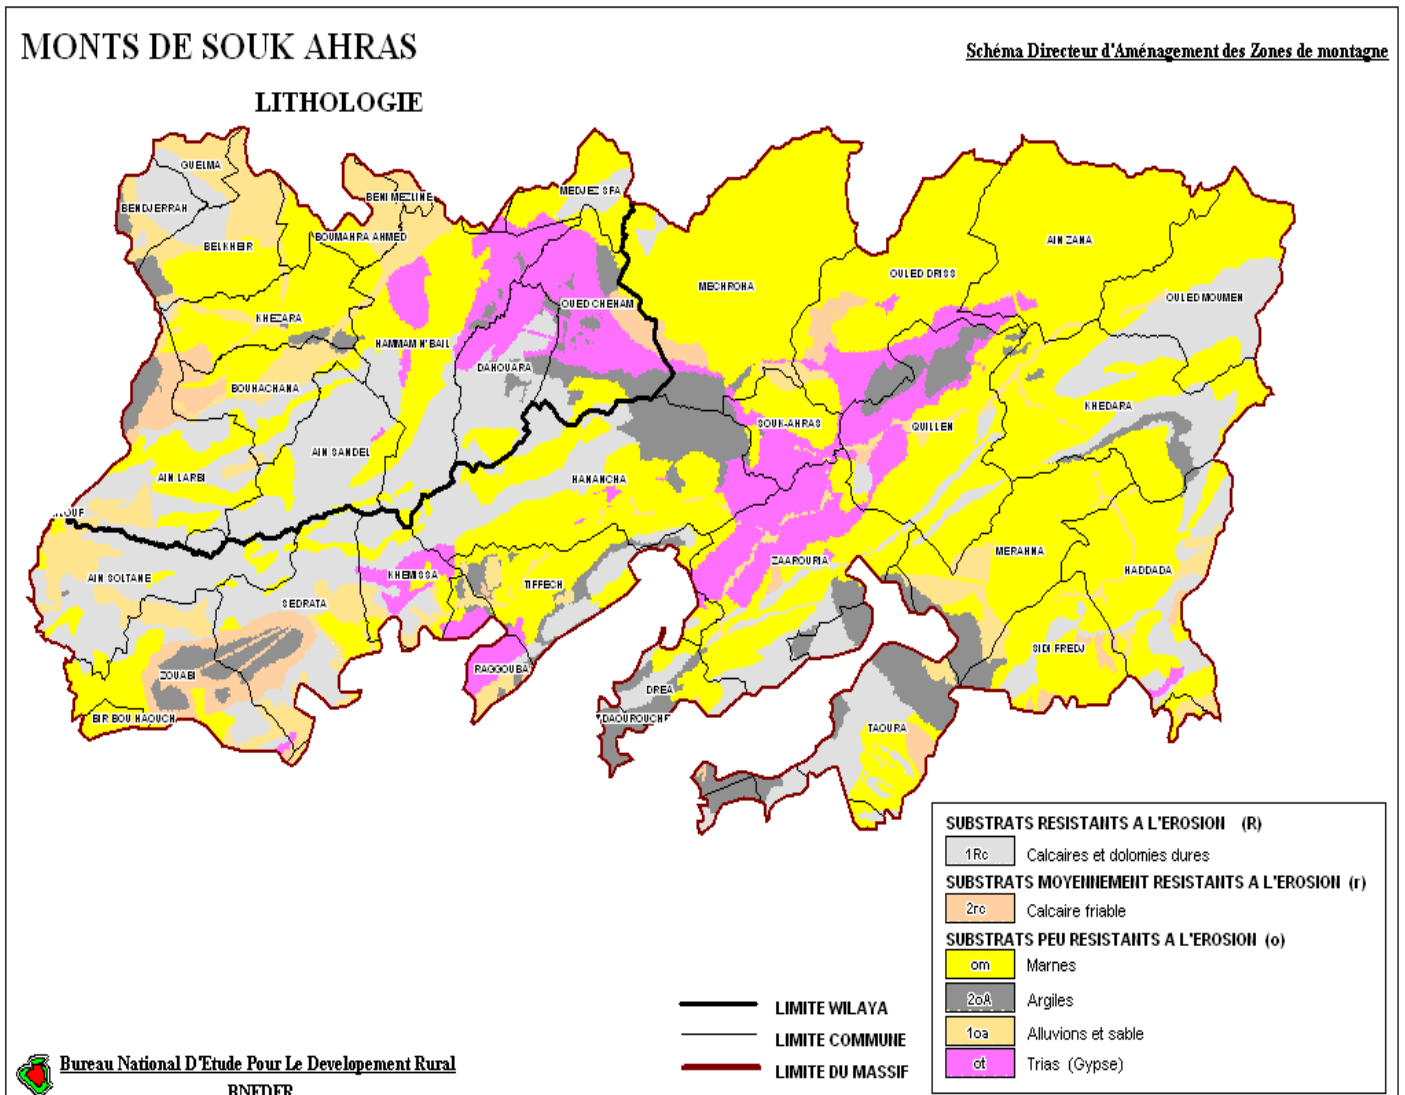 MONTS DE SOUK AHRAS
Schéma Directeur d'Aménagement des Zones de montagne
LITHOLOGIE
GUELMA
BENDJERRAH
BENI MEZLINE
MEDJEZ SFA
BELKHEIR
BOUMAHRA AHMED
AIN ZANA
OULED DRISS
MECHROHA
OULED MOUMEN
OUED CHEHAM
KHEZARA
HAMMAM N'BAIL
DAHOUARA
BOUHACHANA
KHEDARA
SOUK-AHRAS
QUILLEN
AIN SANDEL
AIN LARBI
HANANCHA
LOUF
MERAHNA
ZAAROURIA
HADDADA
AIN SOLTANE
KHEMISSA
TIFFECH
SEDRATA
SIDI FREDJ
RAGGOUBA
ZOUABI
DREA
BIR BOU HAOUCH
DAOUROUCHE
TAOURA
SUBSTRATS RESISTANTS A L'EROSION (R)
1Rc Calcaires et dolomies dures
SUBSTRATS MOYENNEMENT RESISTANTS A L'EROSION (r)
2rc Calcaire friable
SUBSTRATS PEU RESISTANTS A L'EROSION (o)
om Marnes
2oA Argiles
1oa Alluvions et sable
ot Trias (Gypse)
LIMITE WILAYA
LIMITE COMMUNE
LIMITE DU MASSIF
Bureau National D'Etude Pour Le Developement Rural
BNEDER